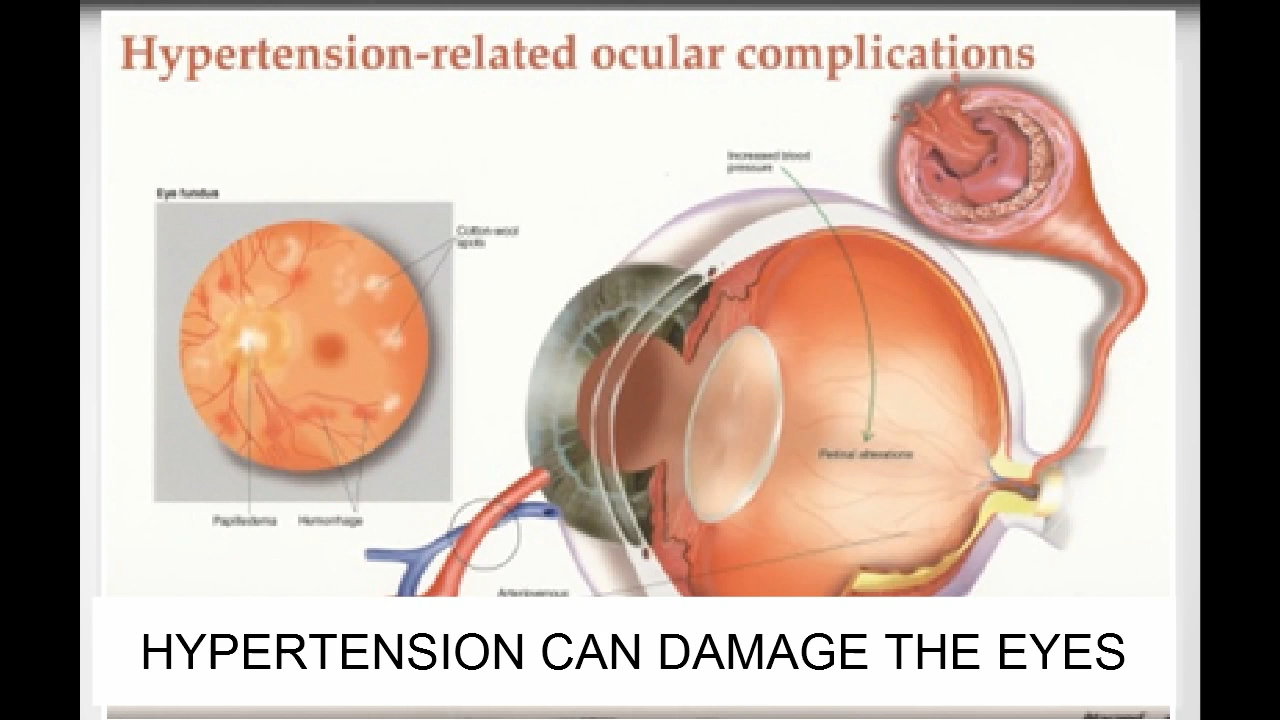 Hypertension-related ocular complications
Increased blood
pressure
Eye fundus
Cotton-wool
spots
Retinal alterations
Papilledema
Hemorrhage
Arteriovenous
HYPERTENSION CAN DAMAGE THE EYES